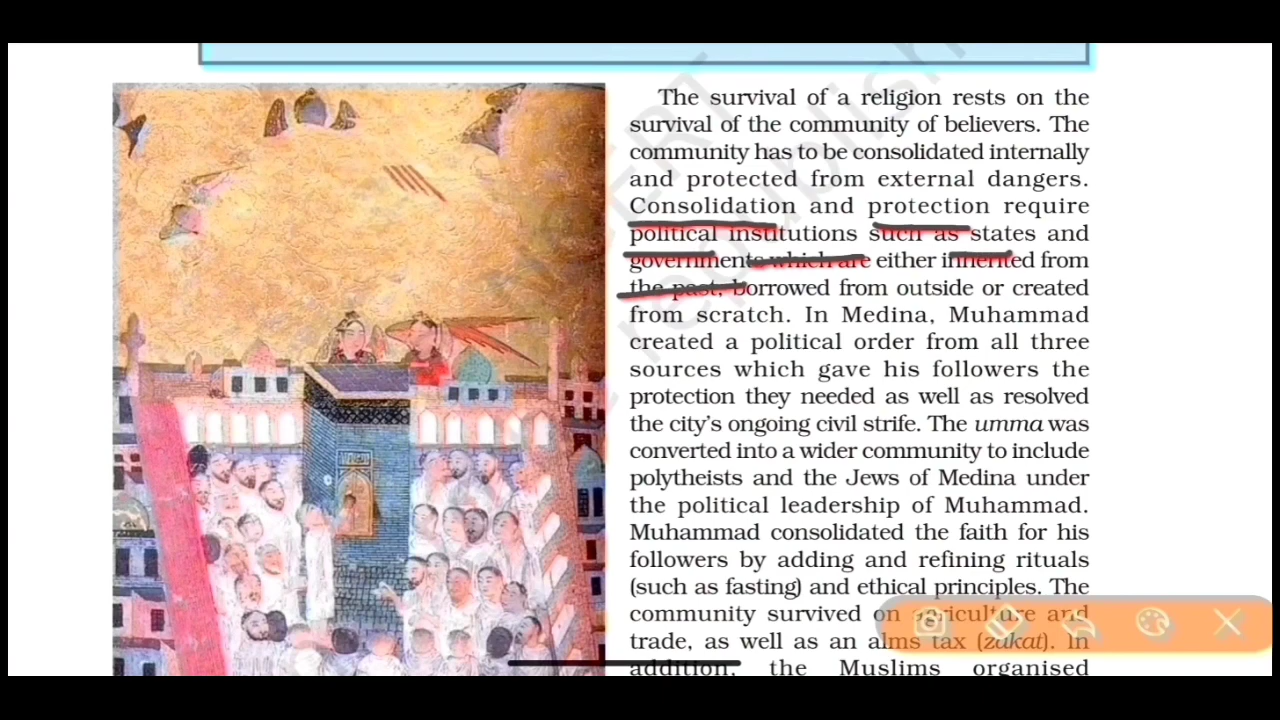 The survival of a religion rests on the
survival of the community of believers. The
community has to be consolidated internally
and protected from external dangers.
Consolidation and protection require
political institutions such as states and
governments which are either inherited from
the past, borrowed from outside or created
from scratch. In Medina, Muhammad
created a political order from all three
sources which gave his followers the
protection they needed as well as resolved
the city's ongoing civil strife. The umma was
converted into a wider community to include
polytheists and the Jews of Medina under
the political leadership of Muhammad.
Muhammad consolidated the faith for his
followers by adding and refining rituals
(such as fasting) and ethical principles. The
community survived on agriculture and
trade, as well as an alms tax (zakat). In
addition, the Muslims organised